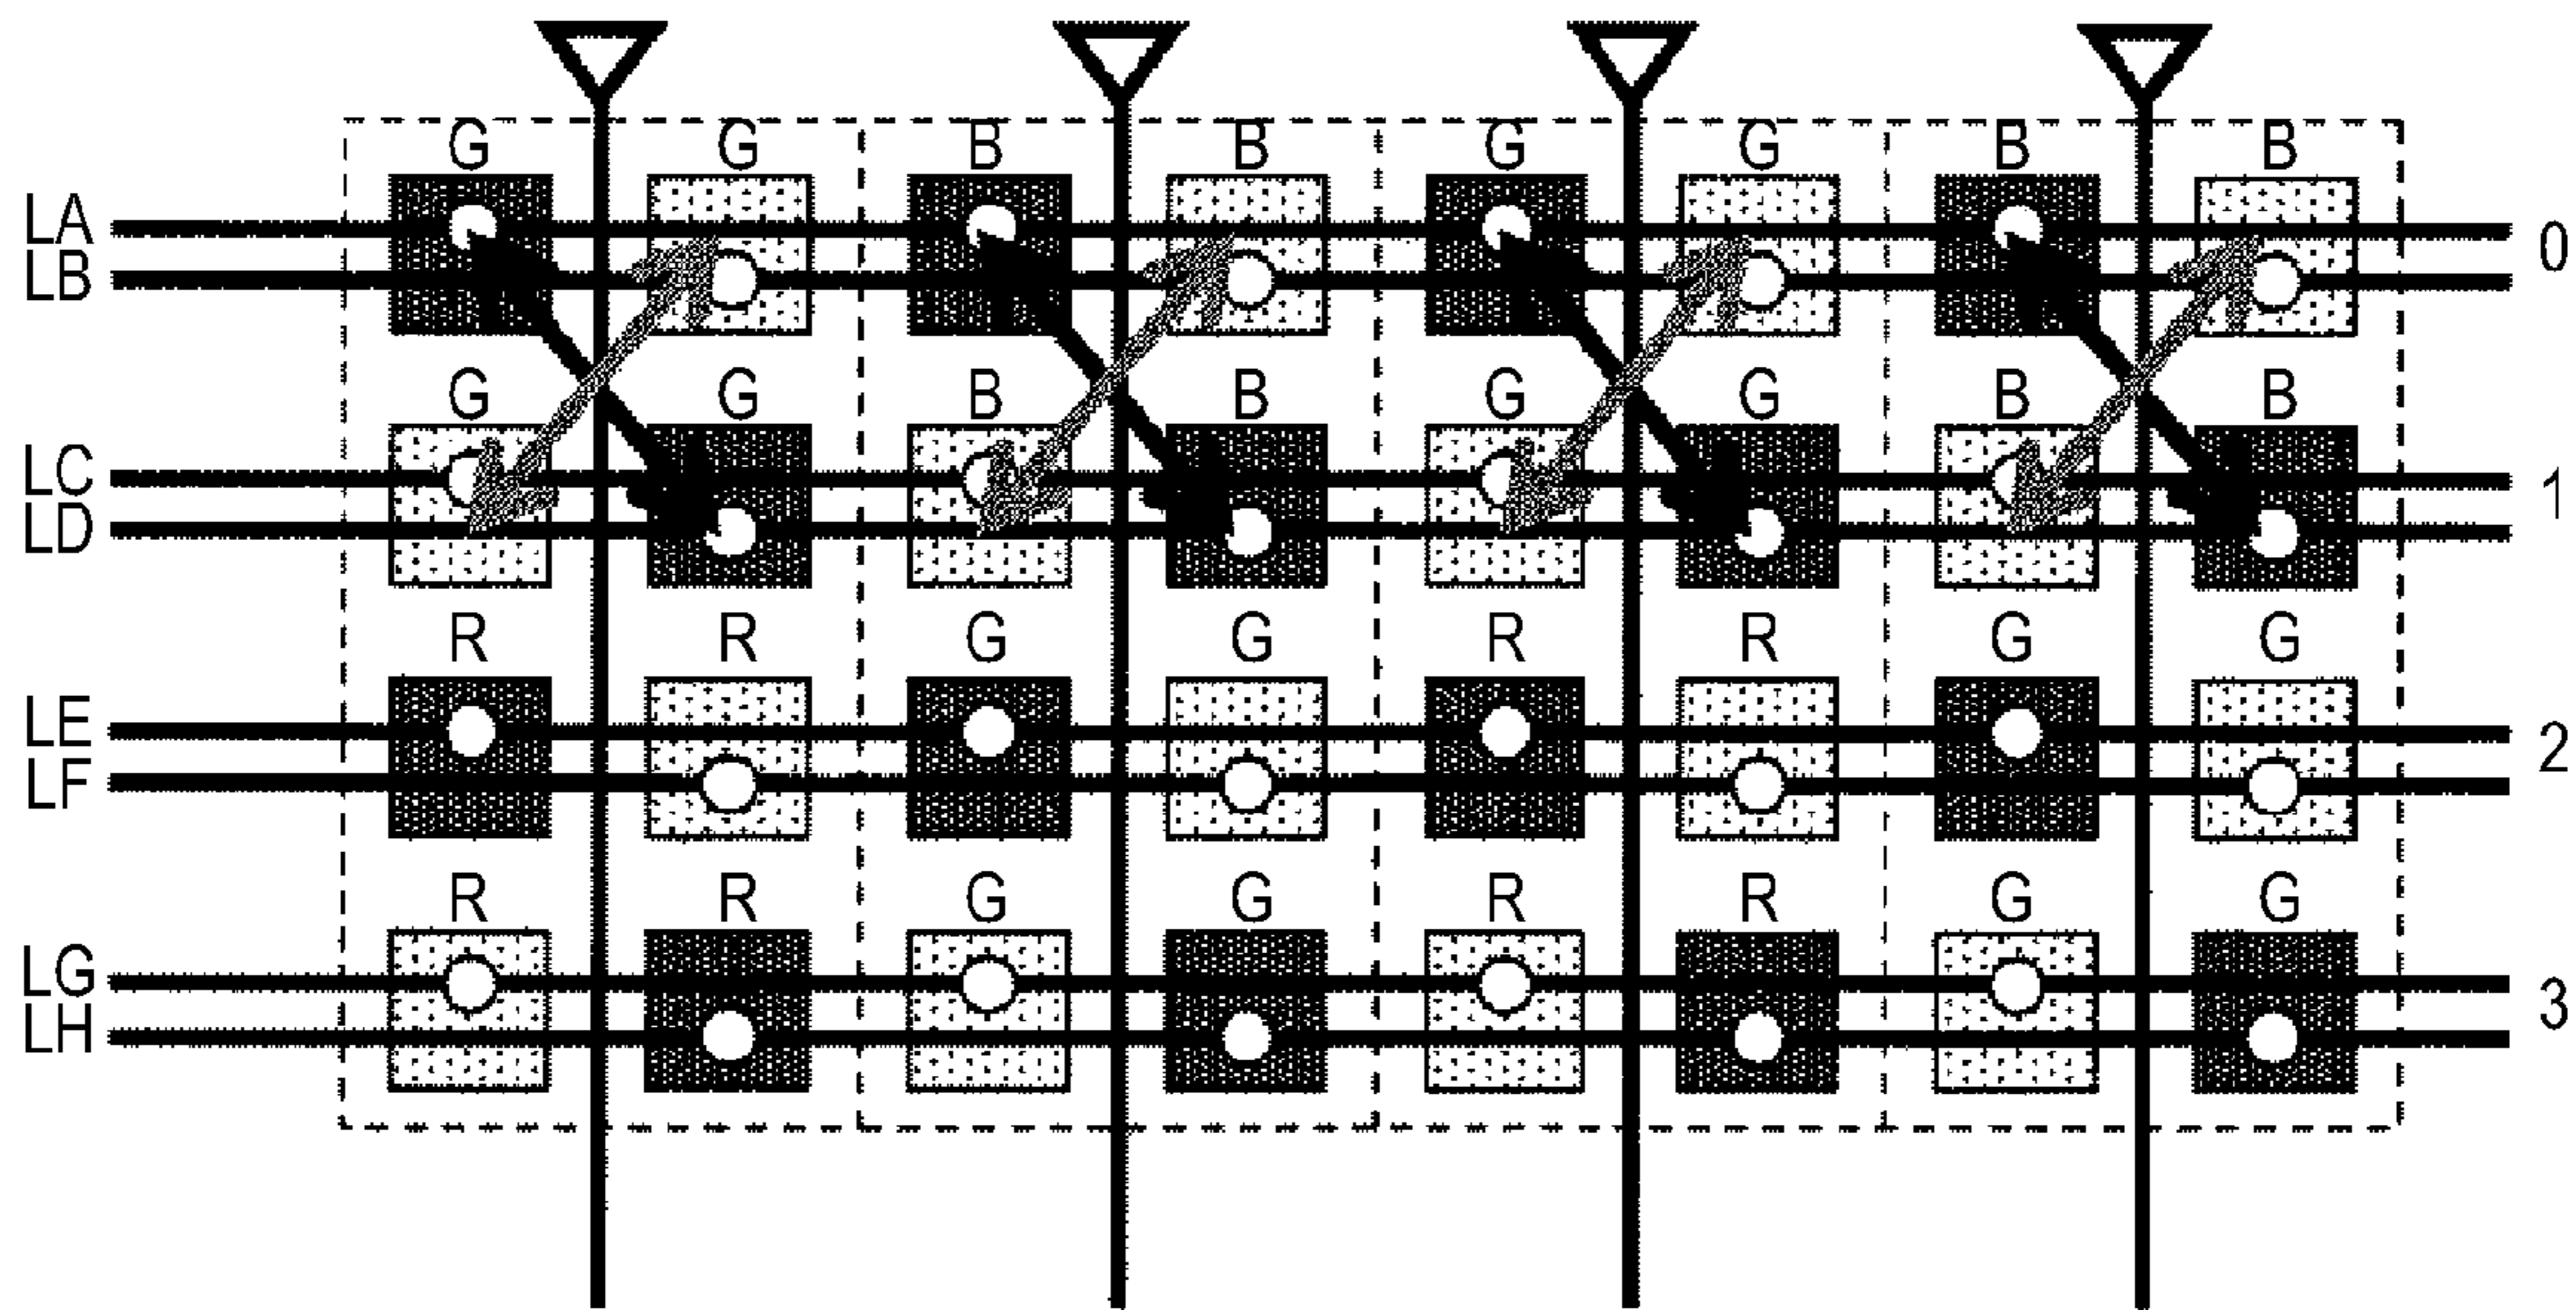 G G B B G G B B
LA
LB
0
G G B B G G B B
LC
LD
1
R R G G R R G G
LE
LF
2
R R G G R R G G
LG
LH
3